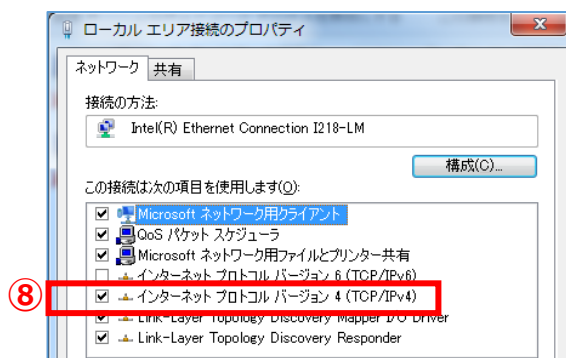 ローカル エリア接続のプロパティ
ネットワーク 共有
接続の方法:
Intel(R) Ethernet Connection I218-LM
構成(C)...
この接続は次の項目を使用します(O):
Microsoft ネットワーク用クライアント
QoS パケット スケジューラ
Microsoft ネットワーク用ファイルとプリンター共有
インターネット プロトコル バージョン 6 (TCP/IPv6)
⑧ インターネット プロトコル バージョン 4 (TCP/IPv4)
Link-Layer Topology Discovery Mapper I/O Driver
Link-Layer Topology Discovery Responder